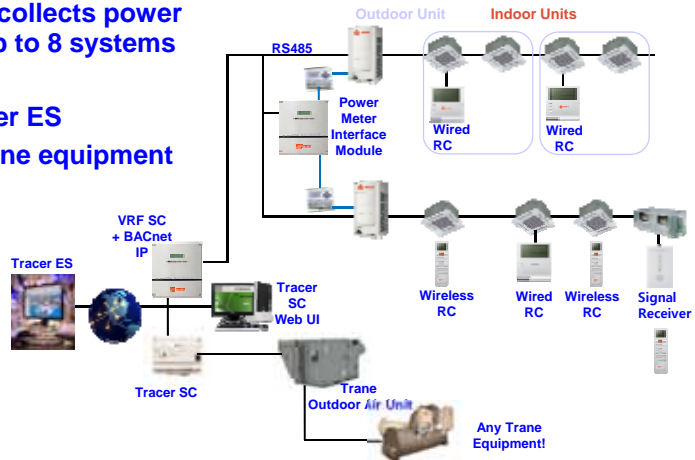 collects power
to 8 systems
er ES
ne equipment
Outdoor Unit
Indoor Units
RS485
Power
Meter
Interface
Module
Wired
RC
Wired
RC
VRF SC
+ BACnet
IP
Tracer ES
Tracer
SC
Web UI
Wireless
RC
Wired
RC
Wireless
RC
Signal
Receiver
Tracer SC
Trane
Outdoor Air Unit
Any Trane
Equipment!